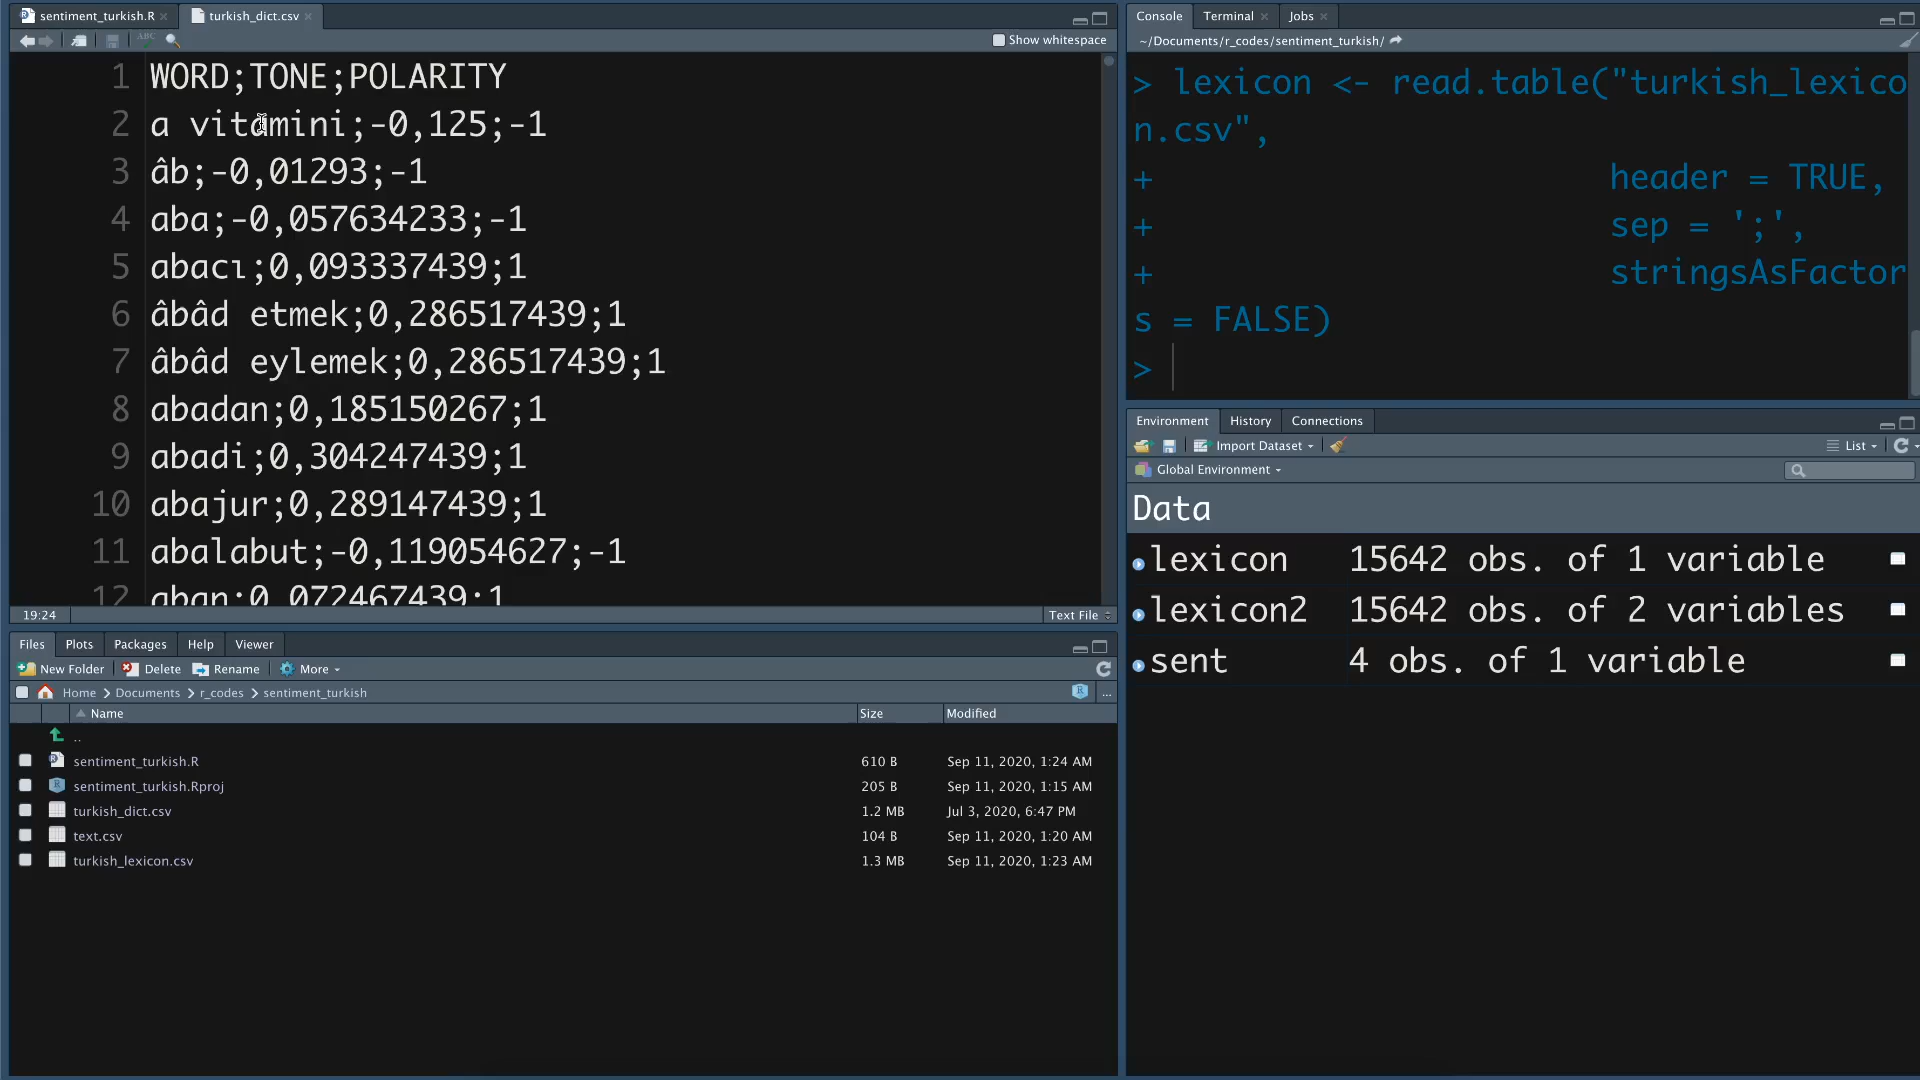 sentiment_turkish.R
turkish_dict.csv
ABC
Show whitespace
1 WORD;TONE;POLARITY
2 a vitamini;-0,125;-1
3 âb;-0,01293;-1
4 aba;-0,057634233;-1
5 abacı;0,093337439;1
6 âbâd etmek;0,286517439;1
7 âbâd eylemek;0,286517439;1
8 abadan;0,185150267;1
9 abadi;0,304247439;1
10 abajur;0,289147439;1
11 abalabut;-0,119054627;-1
12 aban;0,072467439;1
19:24
Text File
Files Plots Packages Help Viewer
New Folder Delete Rename More
Home Documents r_codes sentiment_turkish
R
...
Name Size Modified
..
sentiment_turkish.R 610 B Sep 11, 2020, 1:24 AM
sentiment_turkish.Rproj 205 B Sep 11, 2020, 1:15 AM
turkish_dict.csv 1.2 MB Jul 3, 2020, 6:47 PM
text.csv 104 B Sep 11, 2020, 1:20 AM
turkish_lexicon.csv 1.3 MB Sep 11, 2020, 1:23 AM
Console Terminal Jobs
~/Documents/r_codes/sentiment_turkish/
> lexicon <- read.table("turkish_lexico
n.csv",
+ header = TRUE,
+ sep = ';',
+ stringsAsFactor
s = FALSE)
>
Environment History Connections
Import Dataset List
Global Environment
Data
lexicon 15642 obs. of 1 variable
lexicon2 15642 obs. of 2 variables
sent 4 obs. of 1 variable